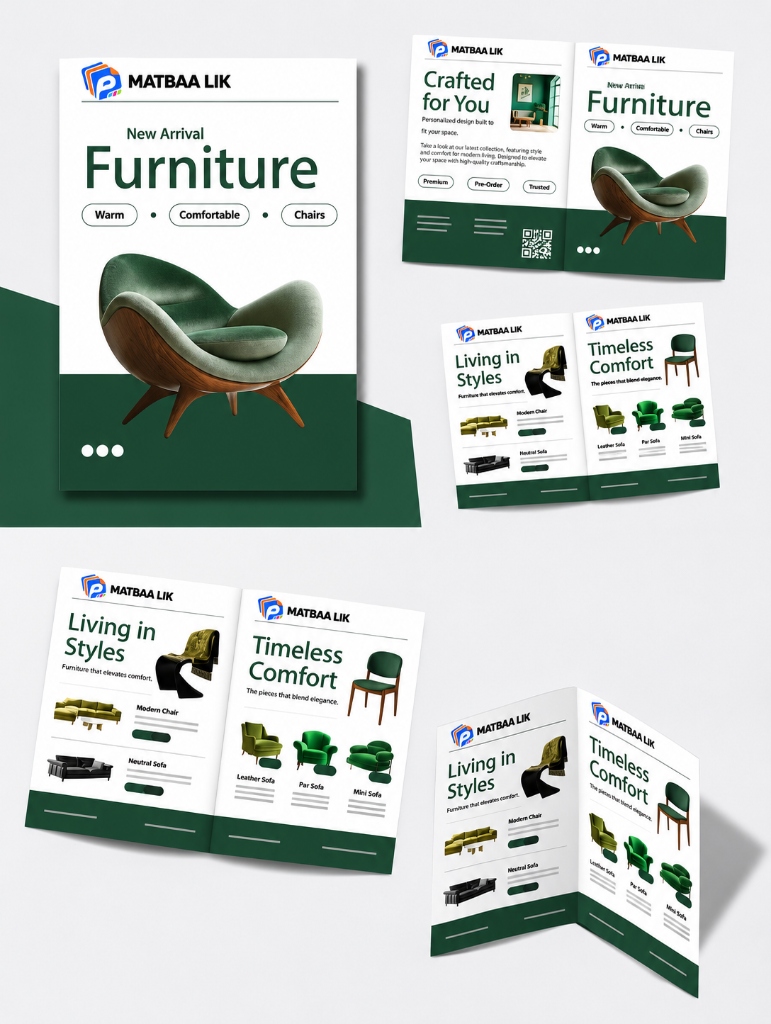 MATBAA LIK
New Arrival
Furniture
Warm
Comfortable
Chairs
MATBAA LIK
Crafted
for You
Personalized design built to
fit your space.
Take a look at our latest collection, featuring style
and comfort for modern living. Designed to elevate
your space with high-quality craftsmanship.
Premium
Pre-Order
Trusted
MATBAA LIK
New Arrival
Furniture
Warm
Comfortable
Chairs
MATBAA LIK
Living in
Styles
Furniture that elevates comfort.
Modern Chair
Neutral Sofa
MATBAA LIK
Timeless
Comfort
The pieces that blend elegance.
Leather Sofa
Par Sofa
Mini Sofa
MATBAA LIK
Living in
Styles
Furniture that elevates comfort.
Modern Chair
Neutral Sofa
MATBAA LIK
Timeless
Comfort
The pieces that blend elegance.
Leather Sofa
Par Sofa
Mini Sofa
MATBAA LIK
Living in
Styles
Furniture that elevates comfort.
Modern Chair
Neutral Sofa
MATBAA LIK
Timeless
Comfort
The pieces that blend elegance.
Leather Sofa
Par Sofa
Mini Sofa